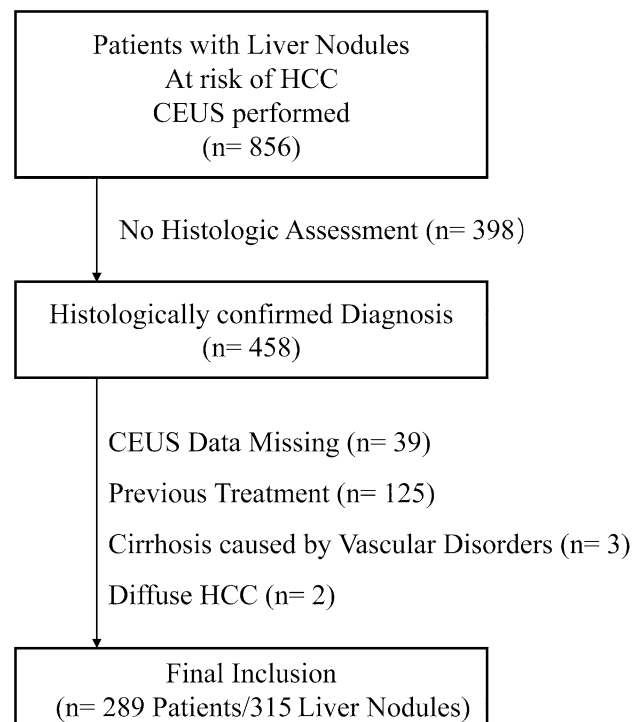 Patients with Liver Nodules
At risk of HCC
CEUS performed
(n= 856)
No Histologic Assessment (n= 398）
Histologically confirmed Diagnosis
(n= 458)
CEUS Data Missing (n= 39)
Previous Treatment (n= 125)
Cirrhosis caused by Vascular Disorders (n= 3)
Diffuse HCC (n= 2)
Final Inclusion
(n= 289 Patients/315 Liver Nodules)